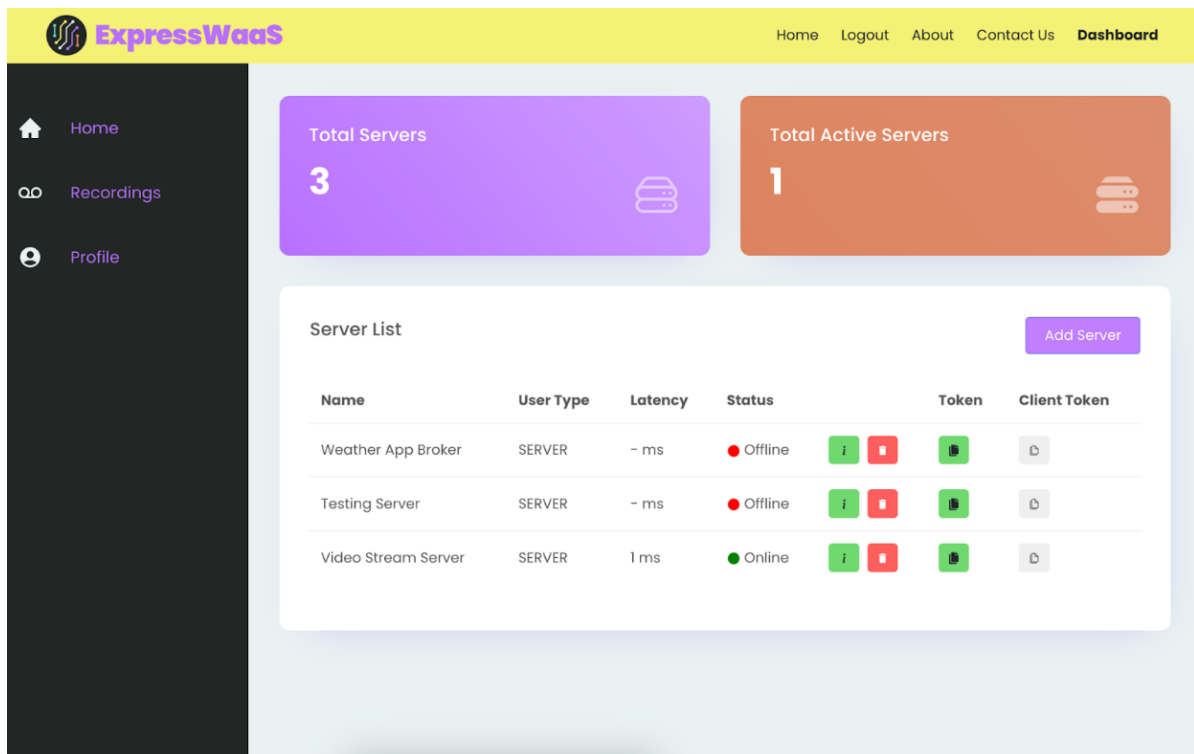 ExpressWaaS
Home Logout About Contact Us Dashboard
Home
Recordings
Profile
Total Servers
3
Total Active Servers
1
Server List
Add Server
Name User Type Latency Status Token Client Token
Weather App Broker SERVER - ms Offline i
Testing Server SERVER - ms Offline i
Video Stream Server SERVER 1 ms Online i